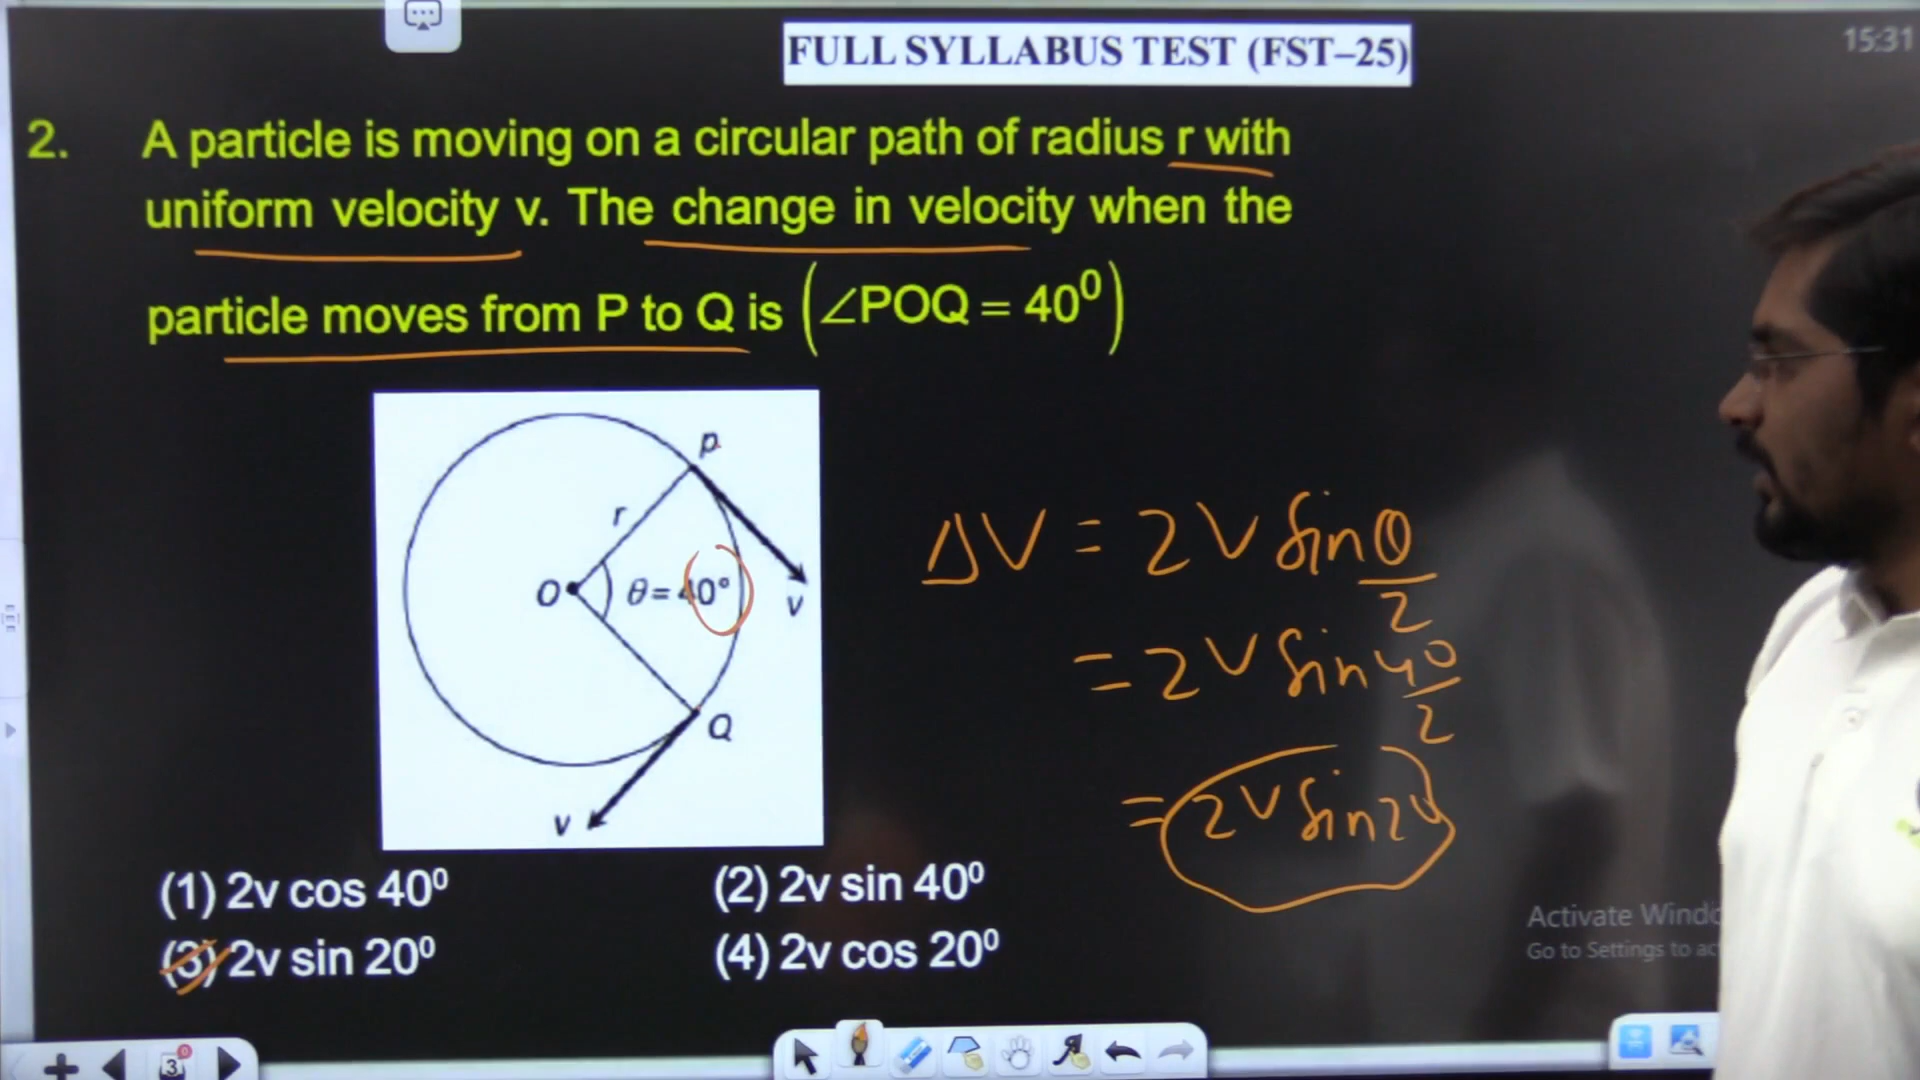 FULL SYLLABUS TEST (FST–25)
15:31
2. A particle is moving on a circular path of radius r with
uniform velocity v. The change in velocity when the
particle moves from P to Q is (∠POQ = 40⁰)
P
r
O θ = 40°
v
Q
v
ΔV = 2V Sin θ/2
= 2V Sin 40/2
= 2V Sin 20
(1) 2v cos 40⁰ (2) 2v sin 40⁰
(3) 2v sin 20⁰ (4) 2v cos 20⁰
Activate Windo
Go to Settings to ac
3
0